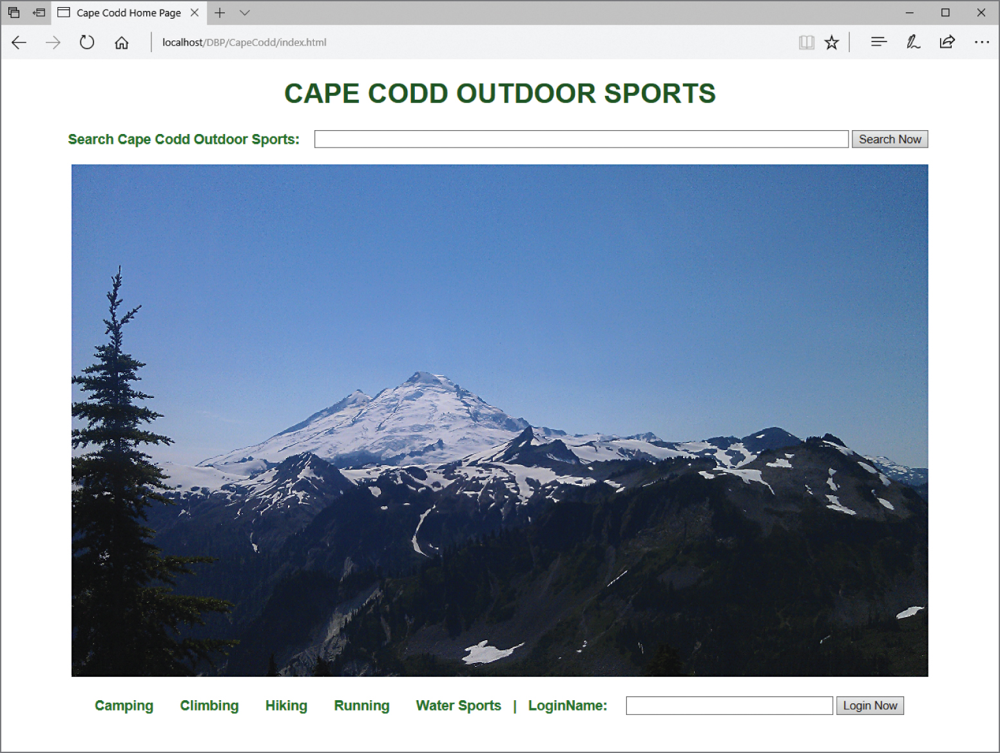 Cape Codd Home Page
localhost/DBP/CapeCodd/index.html
CAPE CODD OUTDOOR SPORTS
Search Cape Codd Outdoor Sports: Search Now
Camping Climbing Hiking Running Water Sports | LoginName: Login Now